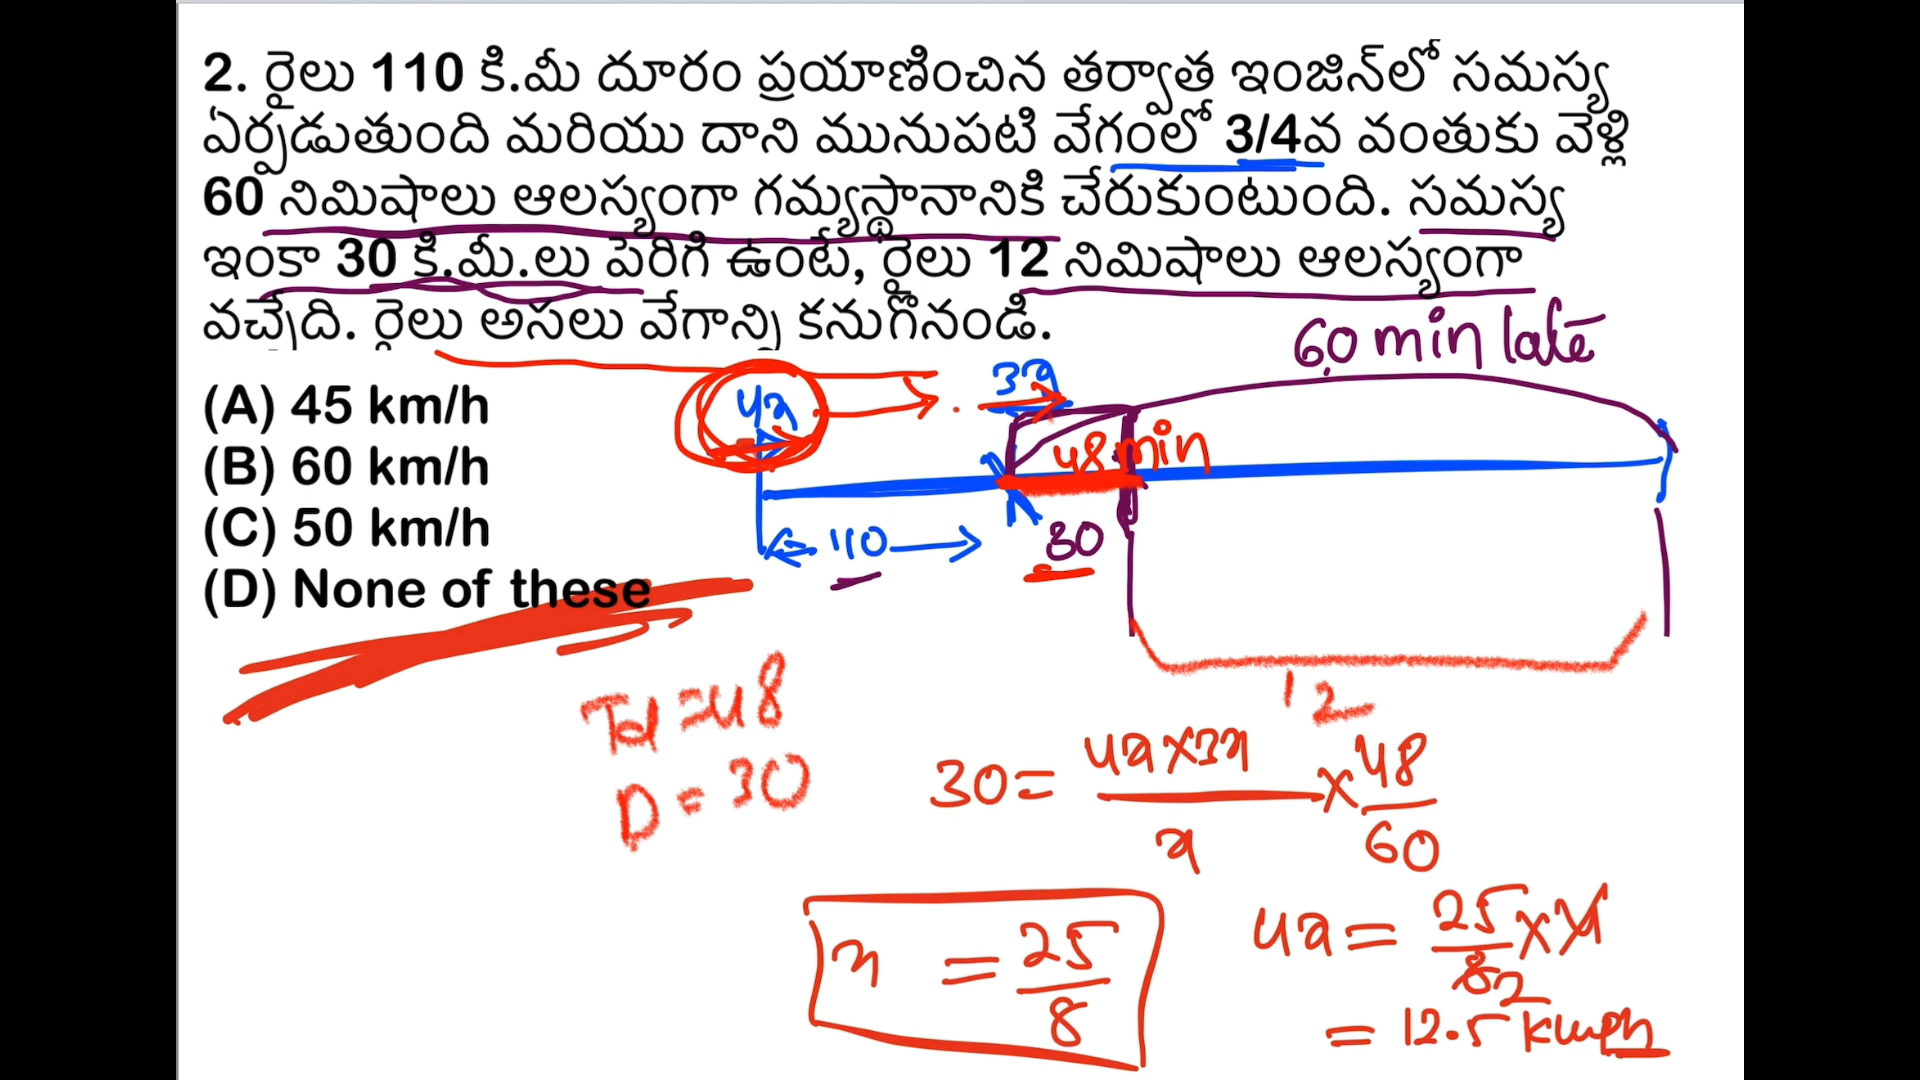 2. రైలు 110 కి.మీ దూరం ప్రయాణించిన తర్వాత ఇంజిన్‌లో సమస్య
ఏర్పడుతుంది మరియు దాని మునుపటి వేగంలో 3/4వ వంతుకు వెళ్లి
60 నిమిషాలు ఆలస్యంగా గమ్యస్థానానికి చేరుకుంటుంది. సమస్య
ఇంకా 30 కి.మీ.లు పెరిగి ఉంటే, రైలు 12 నిమిషాలు ఆలస్యంగా
వచ్చేది. రైలు అసలు వేగాన్ని కనుగొనండి.
60 min late
(A) 45 km/h
(B) 60 km/h
(C) 50 km/h
(D) None of these
4x
3x
48 min
110
30
12
Td = 48
D = 30
30 = 4x × 3x / x × 48 / 60
x = 25 / 8
4x = 25 / 8 2 × 4
= 12.5 kmph